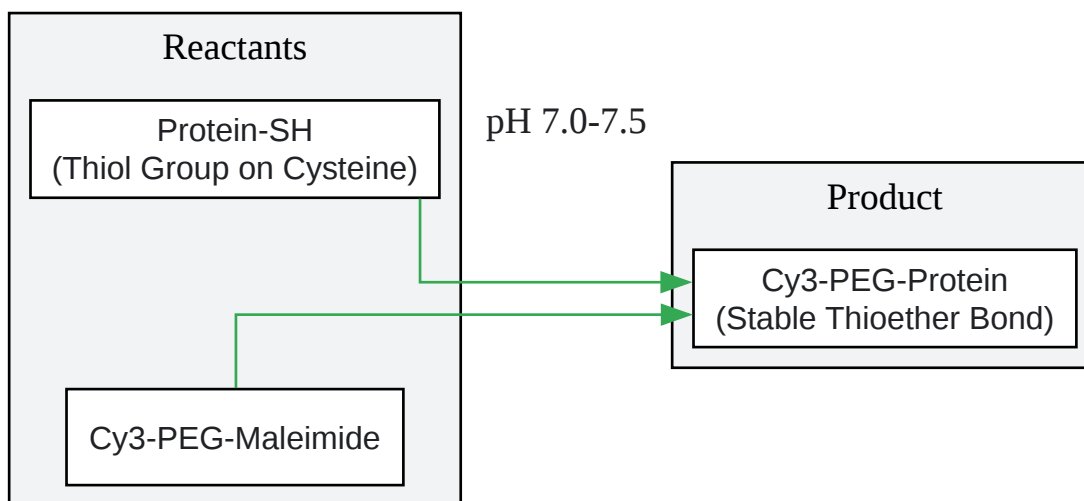 Reactants
Protein-SH
(Thiol Group on Cysteine)
pH 7.0-7.5
Product
Cy3-PEG-Protein
(Stable Thioether Bond)
Cy3-PEG-Maleimide